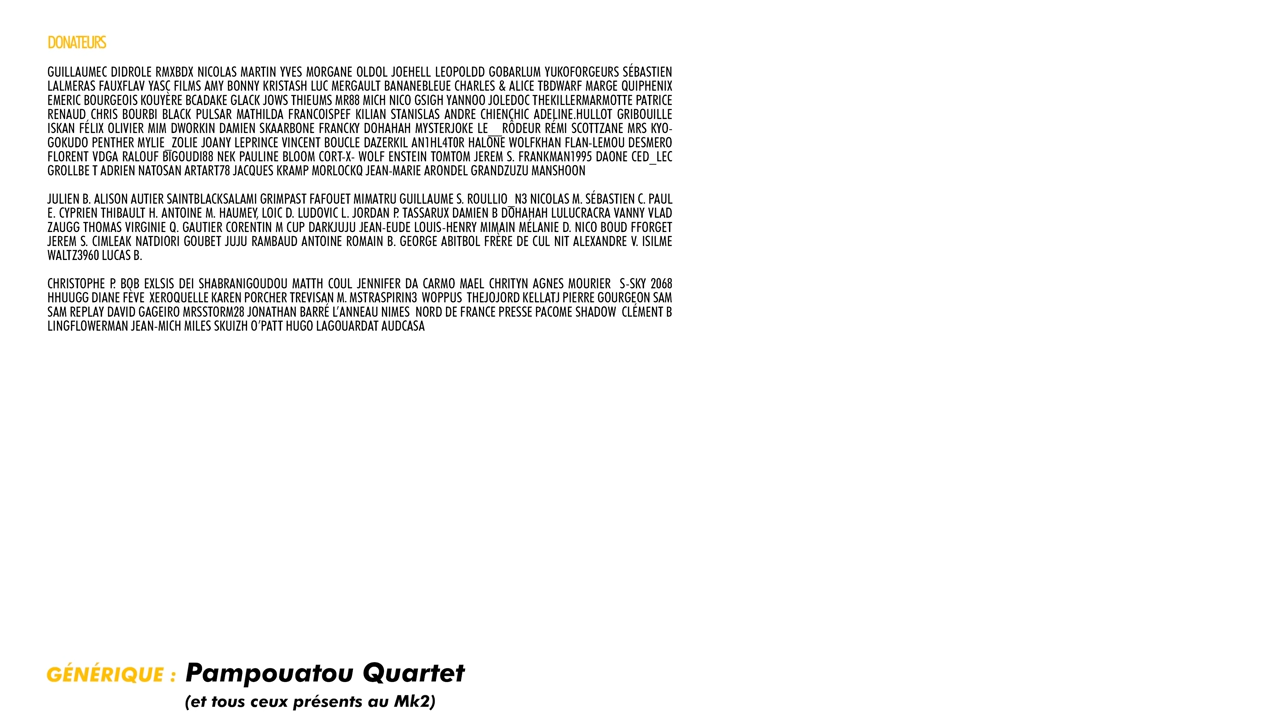 DONATEURS
GUILLAUMEC DIDROLE RMXBDX NICOLAS MARTIN YVES MORGANE OLDOL JOEHELL LEOPOLDD GOBARLUM YUKOFORGEURS SÉBASTIEN
LALMERAS FAUXFLAV YASC FILMS AMY BONNY KRISTASH LUC MERGAULT BANANEBLEUE CHARLES & ALICE TBDWARF MARGE QUIPHENIX
EMERIC BOURGEOIS KOUYÈRE BCADAKE GLACK JOWS THIEUMS MR88 MICH NICO GSIGH YANNOO JOLEDOC THEKILLERMARMOTTE PATRICE
RENAUD CHRIS BOURBI BLACK PULSAR MATHILDA FRANCOISPEF KILIAN STANISLAS ANDRE CHIENCHIC ADELINE.HULLOT GRIBOUILLE
ISKAN FÉLIX OLIVIER MIM DWORKIN DAMIEN SKAARBONE FRANCKY DOHAHAH MYSTERJOKE LE__RÔDEUR RÉMI SCOTTZANE MRS KYO-
GOKUDO PENTHER MYLIE_ZOLIE JOANY LEPRINCE VINCENT BOUCLE DAZERKIL AN1HL4T0R HALONE WOLFKHAN FLAN-LEMOU DESMERO
FLORENT VDGA RALOUF BIGOUDI88 NEK PAULINE BLOOM CORT-X- WOLF ENSTEIN TOMTOM JEREM S. FRANKMAN1995 DAONE CED_LEC
GROLLBE T ADRIEN NATOSAN ARTART78 JACQUES KRAMP MORLOCKQ JEAN-MARIE ARONDEL GRANDZUZU MANSHOON
JULIEN B. ALISON AUTIER SAINTBLACKSALAMI GRIMPAST FAFOUET MIMATRU GUILLAUME S. ROULLIO_N3 NICOLAS M. SÉBASTIEN C. PAUL
E. CYPRIEN THIBAULT H. ANTOINE M. HAUMEY, LOIC D. LUDOVIC L. JORDAN P. TASSARUX DAMIEN B DOHAHAH LULUCRACRA VANNY VLAD
ZAUGG THOMAS VIRGINIE Q. GAUTIER CORENTIN M CUP DARKJUJU JEAN-EUDE LOUIS-HENRY MIMAIN MÉLANIE D. NICO BOUD FFORGET
JEREM S. CIMLEAK NATDIORI GOUBET JUJU RAMBAUD ANTOINE ROMAIN B. GEORGE ABITBOL FRÈRE DE CUL NIT ALEXANDRE V. ISILME
WALTZ3960 LUCAS B.
CHRISTOPHE P. BOB EXLSIS DEI SHABRANIGOUDOU MATTH COUL JENNIFER DA CARMO MAEL CHRITYN AGNES MOURIER S-SKY 2068
HHUUGG DIANE FÈVE XEROQUELLE KAREN PORCHER TREVISAN M. MSTRASPIRIN3 WOPPUS THEJOJORD KELLATJ PIERRE GOURGEON SAM
SAM REPLAY DAVID GAGEIRO MRSSTORM28 JONATHAN BARRÉ L'ANNEAU NIMES NORD DE FRANCE PRESSE PACOME SHADOW CLÉMENT B
LINGFLOWERMAN JEAN-MICH MILES SKUIZH O'PATT HUGO LAGOUARDAT AUDCASA
GÉNÉRIQUE : Pampouatou Quartet
(et tous ceux présents au Mk2)